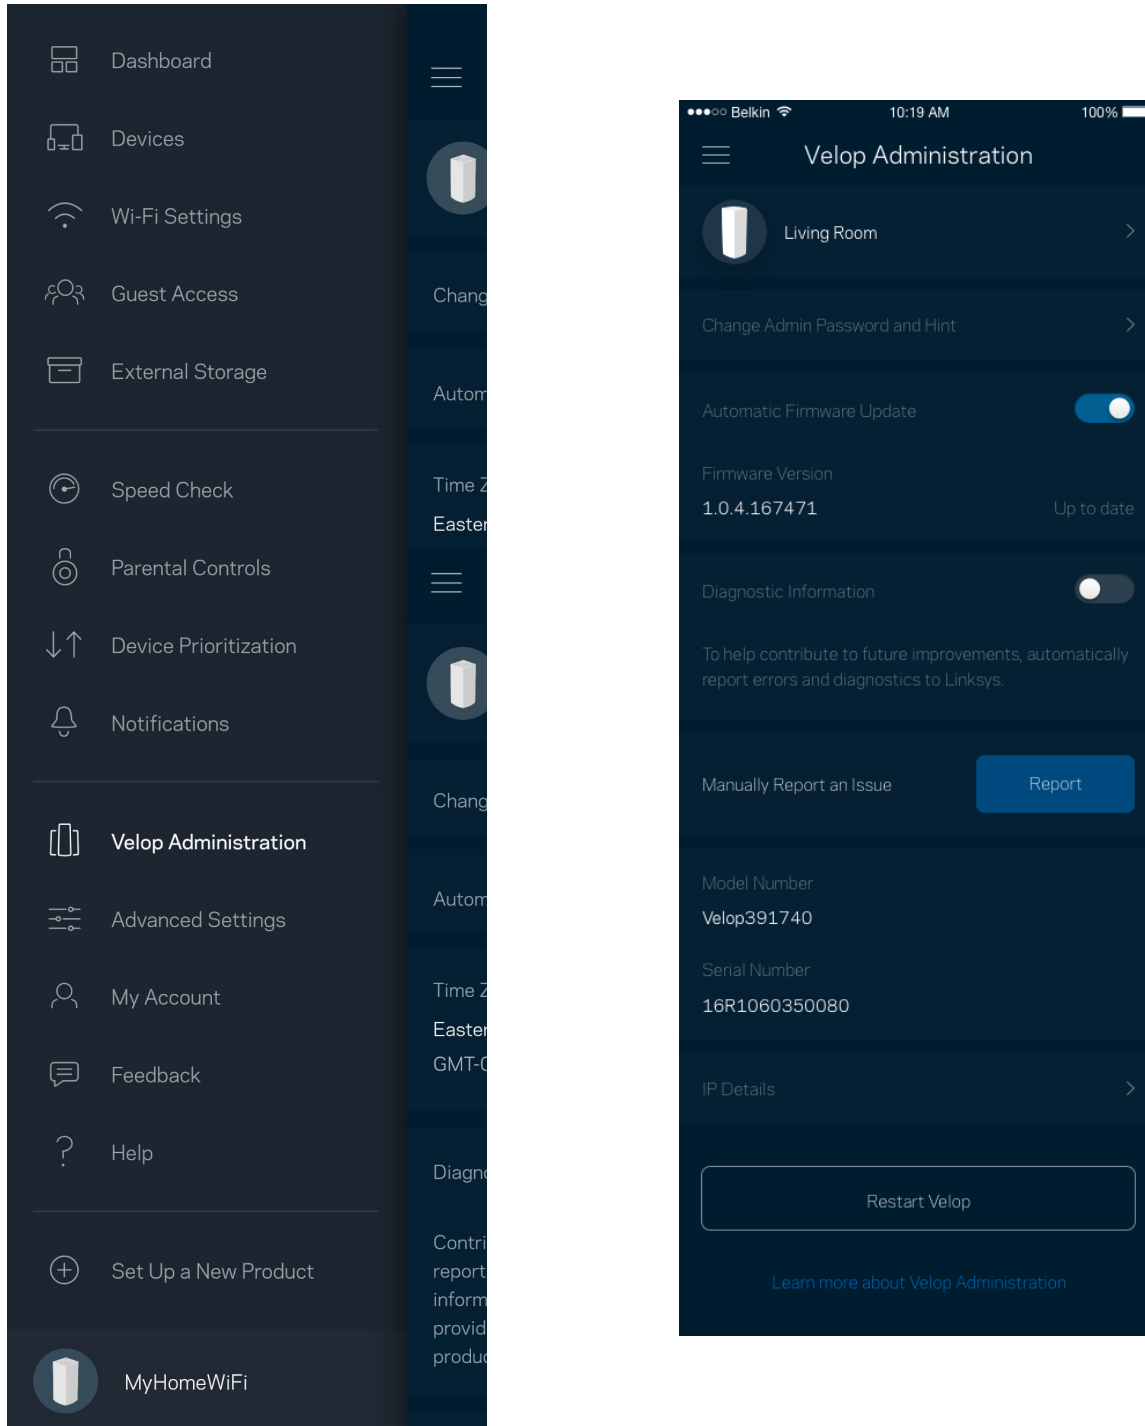 Dashboard
Devices
Wi-Fi Settings
Guest Access
External Storage
Speed Check
Parental Controls
Device Prioritization
Notifications
Velop Administration
Advanced Settings
My Account
Feedback
Help
Set Up a New Product
MyHomeWiFi
Chang
Autom
Time Z
Easter
Chang
Autom
Time Z
Easter
GMT-0
Diagno
Contri
report
inform
provid
produc
Belkin 10:19 AM 100%
Velop Administration
Living Room
Change Admin Password and Hint
Automatic Firmware Update
Firmware Version
1.0.4.167471 Up to date
Diagnostic Information
To help contribute to future improvements, automatically
report errors and diagnostics to Linksys.
Manually Report an Issue Report
Model Number
Velop391740
Serial Number
16R1060350080
IP Details
Restart Velop
Learn more about Velop Administration